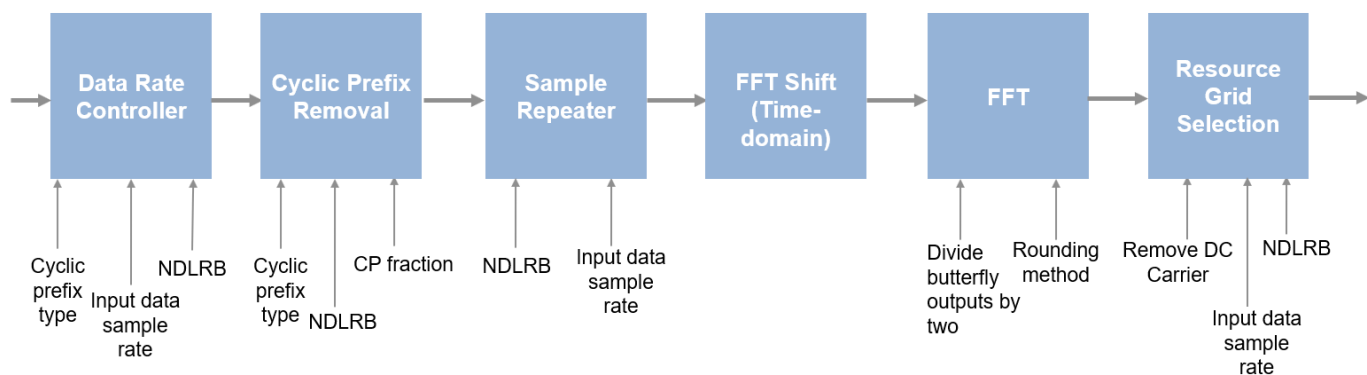 Data Rate
Controller
Cyclic Prefix
Removal
Sample
Repeater
FFT Shift
(Time-
domain)
FFT
Resource
Grid
Selection
Cyclic
prefix
type
Input data
sample
rate
NDLRB
Cyclic
prefix
type
NDLRB
CP fraction
NDLRB
Input data
sample
rate
Divide
butterfly
outputs by
two
Rounding
method
Remove DC
Carrier
Input data
sample
rate
NDLRB